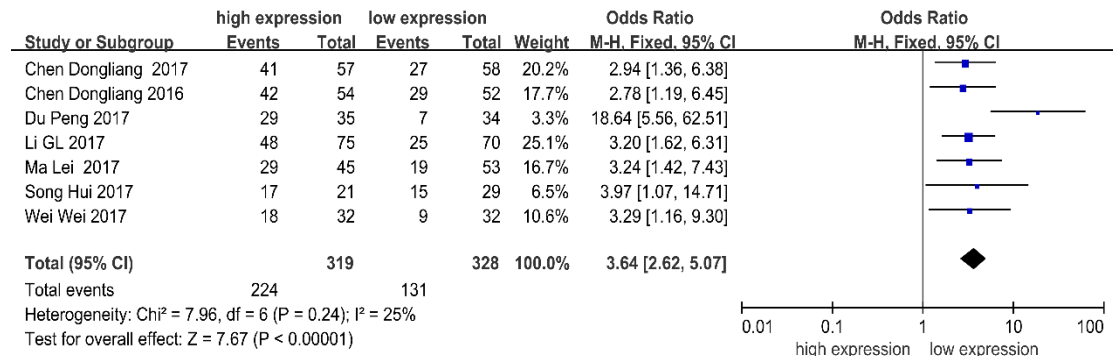 high expression low expression Odds Ratio Odds Ratio
Study or Subgroup Events Total Events Total Weight M-H, Fixed, 95% CI M-H, Fixed, 95% CI
Chen Dongliang 2017 41 57 27 58 20.2% 2.94 [1.36, 6.38]
Chen Dongliang 2016 42 54 29 52 17.7% 2.78 [1.19, 6.45]
Du Peng 2017 29 35 7 34 3.3% 18.64 [5.56, 62.51]
Li GL 2017 48 75 25 70 25.1% 3.20 [1.62, 6.31]
Ma Lei 2017 29 45 19 53 16.7% 3.24 [1.42, 7.43]
Song Hui 2017 17 21 15 29 6.5% 3.97 [1.07, 14.71]
Wei Wei 2017 18 32 9 32 10.6% 3.29 [1.16, 9.30]
Total (95% CI) 319 328 100.0% 3.64 [2.62, 5.07]
Total events 224 131
Heterogeneity: Chi² = 7.96, df = 6 (P = 0.24); I² = 25%
Test for overall effect: Z = 7.67 (P < 0.00001)
0.01 0.1 1 10 100
high expression low expression